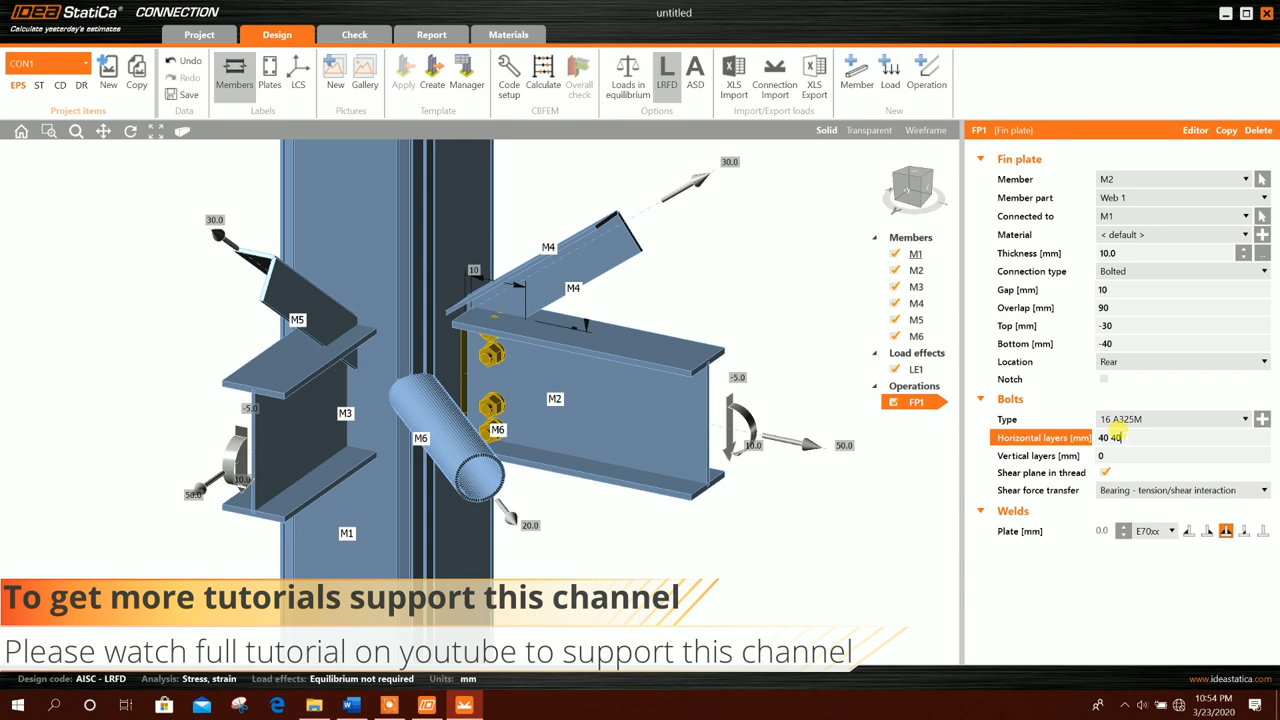 IDEA StatiCa CONNECTION
Calculate yesterday's estimates
untitled
Project Design Check Report Materials
CON1
EPS ST CD DR
New Copy
Project items
Undo
Redo
Save
Data
Members Plates LCS
Labels
New Gallery
Pictures
Apply Create Manager
Template
Code setup Calculate Overall check
CBFEM
Loads in equilibrium LRFD ASD
Options
XLS Import Connection Import XLS Export
Import/Export loads
Member Load Operation
New
Solid Transparent Wireframe
30.0
30.0
M4
M4
10
M5
M2
M3
M6
M6
M1
-5.0
-5.0
10.0
50.0
10.0
50.0
20.0
Members
M1
M2
M3
M4
M5
M6
Load effects
LE1
Operations
FP1
FP1 [Fin plate] Editor Copy Delete
Fin plate
Member M2
Member part Web 1
Connected to M1
Material < default >
Thickness [mm] 10.0
Connection type Bolted
Gap [mm] 10
Overlap [mm] 90
Top [mm] -30
Bottom [mm] -40
Location Rear
Notch
Bolts
Type 16 A325M
Horizontal layers [mm] 40 40
Vertical layers [mm] 0
Shear plane in thread
Shear force transfer Bearing - tension/shear interaction
Welds
Plate [mm] 0.0 E70xx
To get more tutorials support this channel
Please watch full tutorial on youtube to support this channel
Design code: AISC - LRFD Analysis: Stress, strain Load effects: Equilibrium not required Units: mm www.ideastatica.com
10:54 PM
3/23/2020